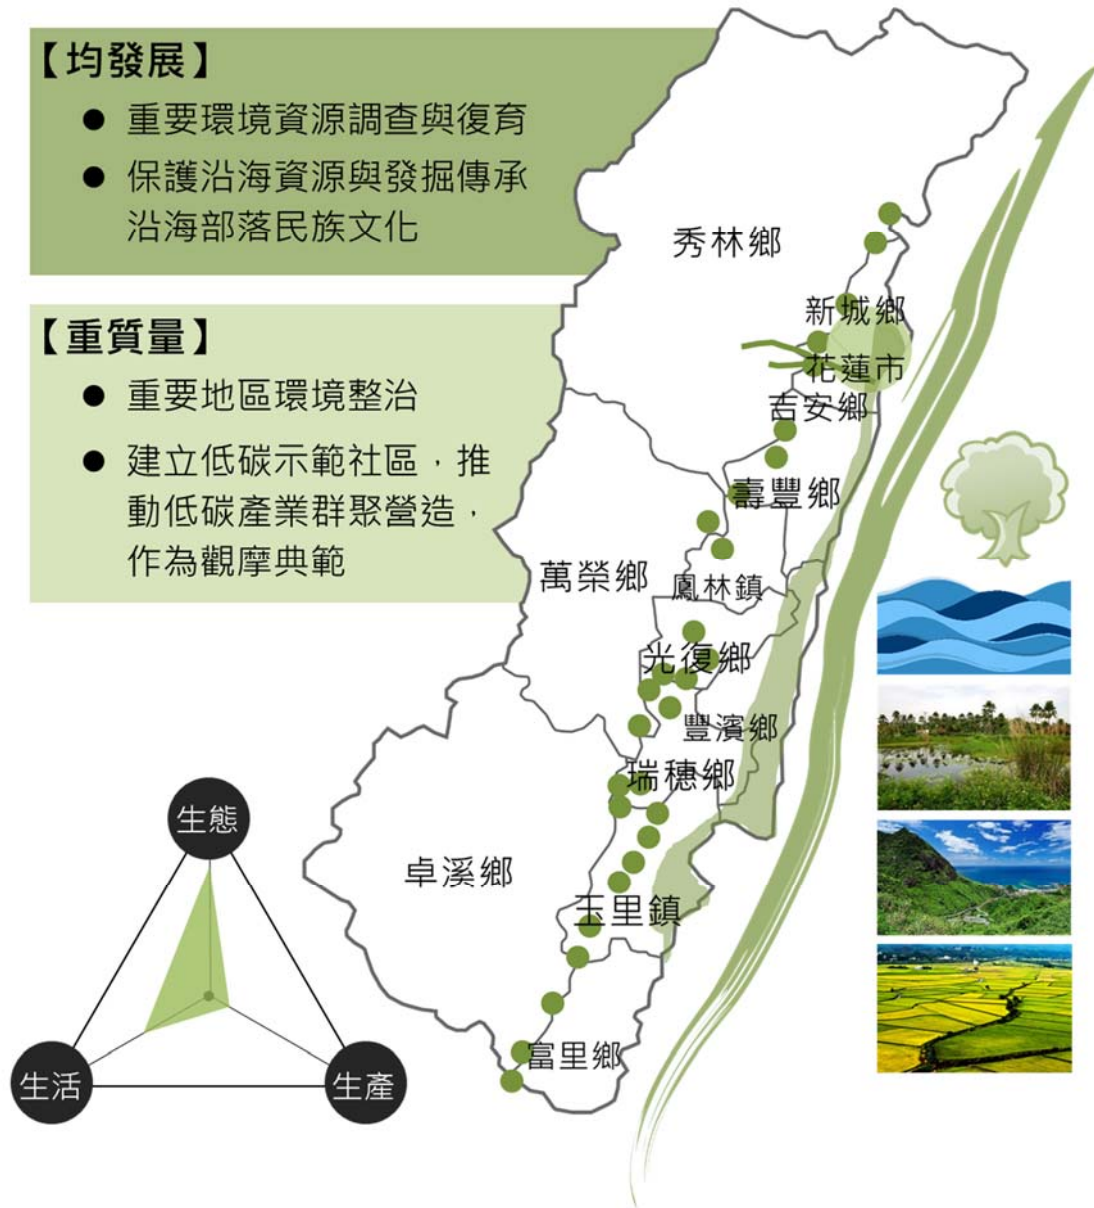 【均發展】
● 重要環境資源調查與復育
● 保護沿海資源與發掘傳承
沿海部落民族文化
【重質量】
● 重要地區環境整治
● 建立低碳示範社區，推
動低碳產業群聚營造，
作為觀摩典範
秀林鄉
新城鄉
花蓮市
吉安鄉
壽豐鄉
萬榮鄉
鳳林鎮
光復鄉
豐濱鄉
瑞穗鄉
卓溪鄉
玉里鎮
富里鄉
生態
生活
生產